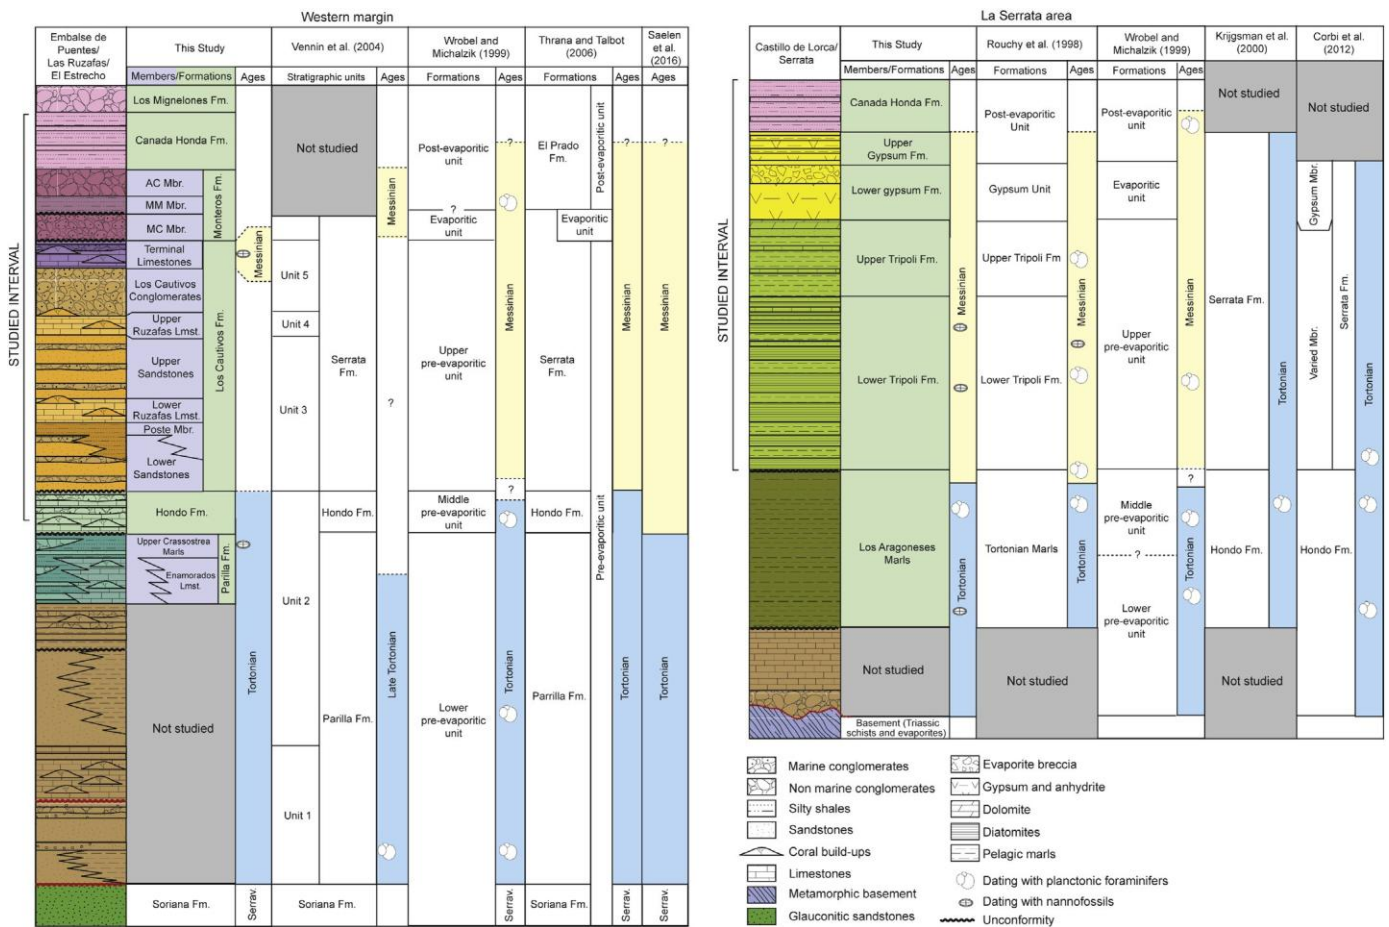 Western margin
Embalse de
Puentes/
Las Ruzafas/
El Estrecho
This Study
Vennin et al. (2004)
Wrobel and
Michalzik (1999)
Thrana and Talbot
(2006)
Saelen
et al.
(2016)
Members/Formations
Ages
Stratigraphic units
Ages
Formations
Ages
Formations
Ages
Ages
STUDIED INTERVAL
Los Mignelones Fm.
Canada Honda Fm.
AC Mbr.
MM Mbr.
MC Mbr.
Monteros Fm.
Terminal
Limestones
Los Cautivos
Conglomerates
Upper
Ruzafas Lmst.
Upper
Sandstones
Lower
Ruzafas Lmst.
Poste Mbr.
Lower
Sandstones
Los Cautivos Fm.
Hondo Fm.
Upper Crassostrea
Marls
Enamorados
Lmst.
Parilla Fm.
Not studied
Soriana Fm.
Messinian
Tortonian
Serrav.
Not studied
Unit 5
Unit 4
Unit 3
Unit 2
Unit 1
Serrata
Fm.
Hondo Fm.
Parilla Fm.
Soriana Fm.
Messinian
?
Late Tortonian
Post-evaporitic
unit
?
Evaporitic
unit
Upper
pre-evaporitic
unit
Middle
pre-evaporitic
unit
Lower
pre-evaporitic
unit
?
Messinian
?
Tortonian
Serrav.
El Prado
Fm.
Post-evaporitic unit
Evaporitic
unit
Serrata
Fm.
Hondo Fm.
Pre-evaporitic unit
Parrilla Fm.
Soriana Fm.
?
Messinian
Tortonian
Serrav.
?
Messinian
Tortonian
Serrav.
La Serrata area
Castillo de Lorca/
Serrata
This Study
Rouchy et al. (1998)
Wrobel and
Michalzik (1999)
Krijgsman et al.
(2000)
Corbi et al.
(2012)
Members/Formations
Ages
Formations
Ages
Formations
Ages
STUDIED INTERVAL
Canada Honda Fm.
Upper
Gypsum Fm.
Lower gypsum Fm.
Upper Tripoli Fm.
Lower Tripoli Fm.
Los Aragoneses
Marls
Not studied
Basement (Triassic
schists and evaporites)
Messinian
Tortonian
Post-evaporitic
Unit
Gypsum Unit
Upper Tripoli Fm
Lower Tripoli Fm.
Tortonian Marls
Not studied
Messinian
Tortonian
Post-evaporitic
unit
Evaporitic
unit
Upper
pre-evaporitic
unit
Middle
pre-evaporitic
unit
?
Lower
pre-evaporitic
unit
Messinian
?
Tortonian
Not studied
Serrata Fm.
Hondo Fm.
Not studied
Tortonian
Not studied
Gypsum Mbr.
Varied Mbr.
Serrata Fm.
Hondo Fm.
Tortonian
Marine conglomerates
Non marine conglomerates
Silty shales
Sandstones
Coral build-ups
Limestones
Metamorphic basement
Glauconitic sandstones
Evaporite breccia
Gypsum and anhydrite
Dolomite
Diatomites
Pelagic marls
Dating with planctonic foraminifers
Dating with nannofossils
Unconformity